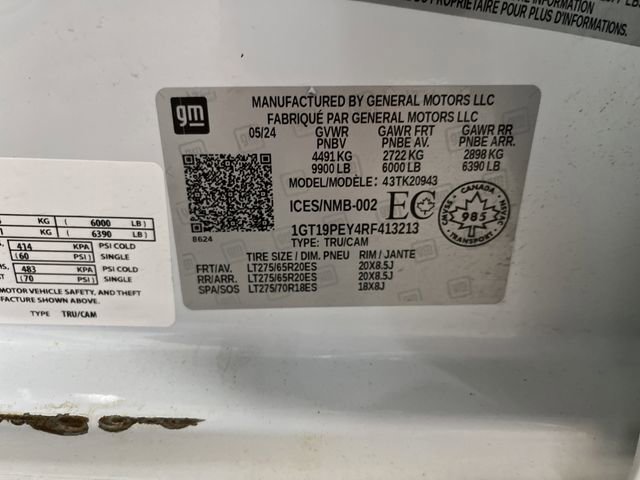 INFORMATION
PROPRIÉTAIRE POUR PLUS D'INFORMATIONS.
gm
MANUFACTURED BY GENERAL MOTORS LLC
FABRIQUÉ PAR GENERAL MOTORS LLC
05/24 GVWR GAWR FRT GAWR RR
PNBV PNBE AV. PNBE ARR.
4491 KG 2722 KG 2898 KG
9900 LB 6000 LB 6390 LB
MODEL/MODÈLE: 43TK20943
ICES/NMB-002 EC
CANADA
985
NVSMAC
8624
1GT19PEY4RF413213
TYPE: TRU/CAM
TIRE SIZE / DIM. PNEU RIM / JANTE
FRT/AV. LT275/65R20ES 20X8.5J
RR/ARR. LT275/65R20ES 20X8.5J
SPA/SOS LT275/70R18ES 18X8J
KG ( 6000 LB)
KG ( 6390 LB)
414 KPA PSI COLD
(60 PSI) SINGLE
483 KPA PSI COLD
(70 PSI) SINGLE
MOTOR VEHICLE SAFETY, AND THEFT
FACTURE SHOWN ABOVE.
TYPE TRU/CAM